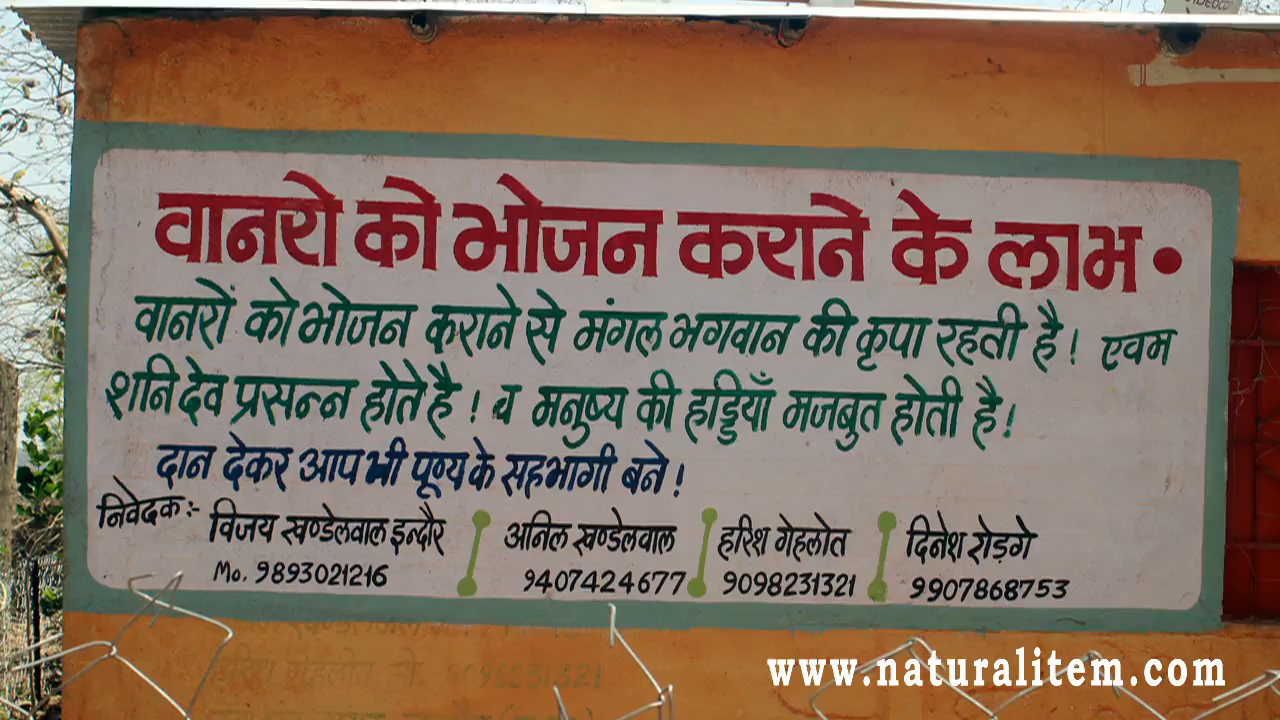 वानरो को भोजन कराने के लाभ •
वानरों को भोजन कराने से मंगल भगवान की कृपा रहती है! एवम
शनि देव प्रसन्न होते है! व मनुष्य की हड्डियाँ मजबुत होती है!
दान देकर आप भी पूण्य के सहभागी बने!
निवेदक:- विजय खण्डेलवाल इन्दौर अनिल खण्डेलवाल हरिश गेहलोत दिनेश रोड़गे
Mo. 9893021216 9407424677 9098231321 9907868753
www.naturalitem.com